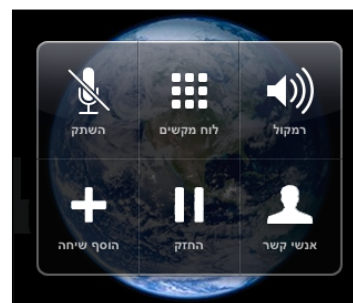 רמקול
לוח מקשים
השתק
אנשי קשר
החזק
הוסף שיחה